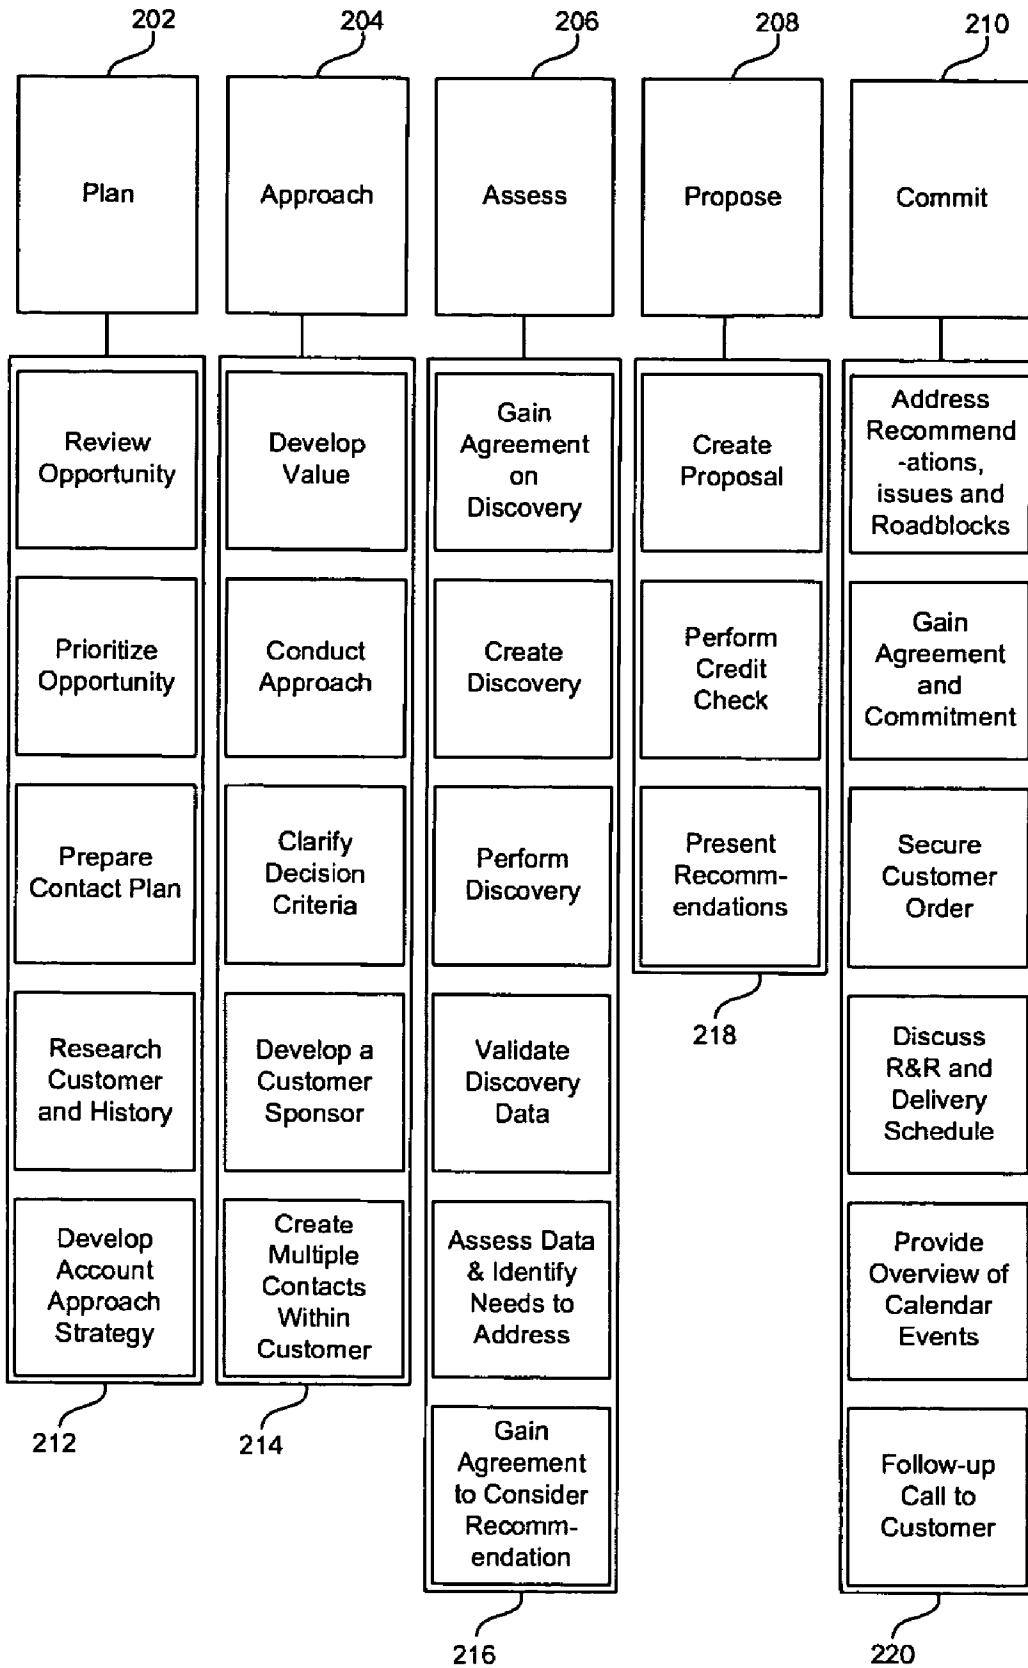 202
204
206
208
210
Plan
Approach
Assess
Propose
Commit
Review
Opportunity
Prioritize
Opportunity
Prepare
Contact Plan
Research
Customer
and History
Develop
Account
Approach
Strategy
212
Develop
Value
Conduct
Approach
Clarify
Decision
Criteria
Develop a
Customer
Sponsor
Create
Multiple
Contacts
Within
Customer
214
Gain
Agreement
on
Discovery
Create
Discovery
Perform
Discovery
Validate
Discovery
Data
Assess Data
& Identify
Needs to
Address
Gain
Agreement
to Consider
Recomm-
endation
216
Create
Proposal
Perform
Credit
Check
Present
Recomm-
endations
218
Address
Recommend
-ations,
issues and
Roadblocks
Gain
Agreement
and
Commitment
Secure
Customer
Order
Discuss
R&R and
Delivery
Schedule
Provide
Overview of
Calendar
Events
Follow-up
Call to
Customer
220